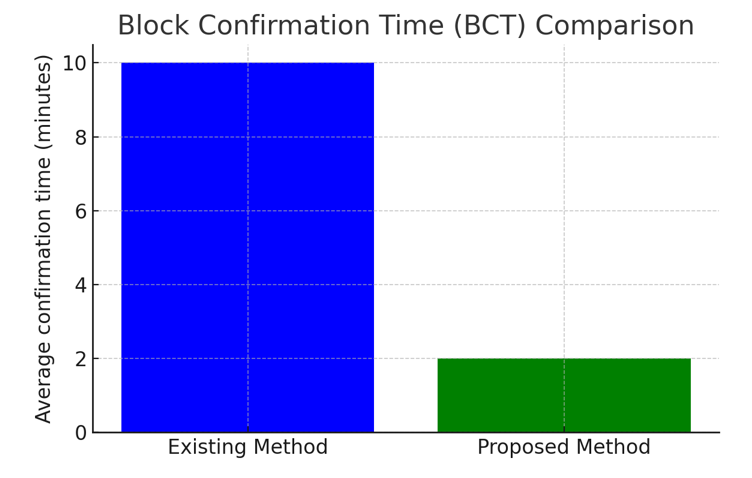 Block Confirmation Time (BCT) Comparison
Average confirmation time (minutes)
10
8
6
4
2
0
Existing Method
Proposed Method